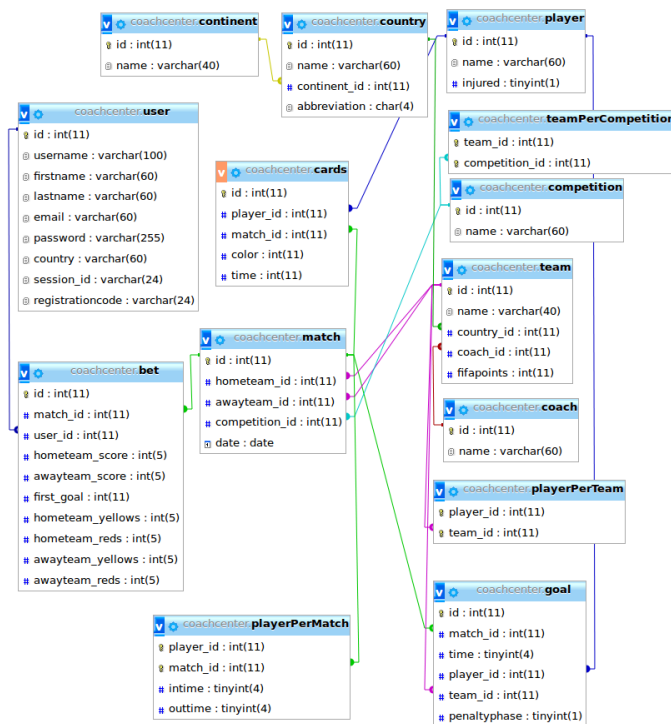 coachcenter.continent
id : int(11)
name : varchar(40)
coachcenter.country
id : int(11)
name : varchar(60)
continent_id : int(11)
abbreviation : char(4)
coachcenter.player
id : int(11)
name : varchar(60)
injured : tinyint(1)
coachcenter.user
id : int(11)
username : varchar(100)
firstname : varchar(60)
lastname : varchar(60)
email : varchar(60)
password : varchar(255)
country : varchar(60)
session_id : varchar(24)
registrationcode : varchar(24)
coachcenter.teamPerCompetition
team_id : int(11)
competition_id : int(11)
coachcenter.cards
id : int(11)
player_id : int(11)
match_id : int(11)
color : int(11)
time : int(11)
coachcenter.competition
id : int(11)
name : varchar(60)
coachcenter.team
id : int(11)
name : varchar(40)
country_id : int(11)
coach_id : int(11)
fifapoints : int(11)
coachcenter.match
id : int(11)
hometeam_id : int(11)
awayteam_id : int(11)
competition_id : int(11)
date : date
coachcenter.bet
id : int(11)
match_id : int(11)
user_id : int(11)
hometeam_score : int(5)
awayteam_score : int(5)
first_goal : int(11)
hometeam_yellows : int(5)
hometeam_reds : int(5)
awayteam_yellows : int(5)
awayteam_reds : int(5)
coachcenter.coach
id : int(11)
name : varchar(60)
coachcenter.playerPerTeam
player_id : int(11)
team_id : int(11)
coachcenter.goal
id : int(11)
match_id : int(11)
time : tinyint(4)
player_id : int(11)
team_id : int(11)
penaltyphase : tinyint(1)
coachcenter.playerPerMatch
player_id : int(11)
match_id : int(11)
intime : tinyint(4)
outtime : tinyint(4)